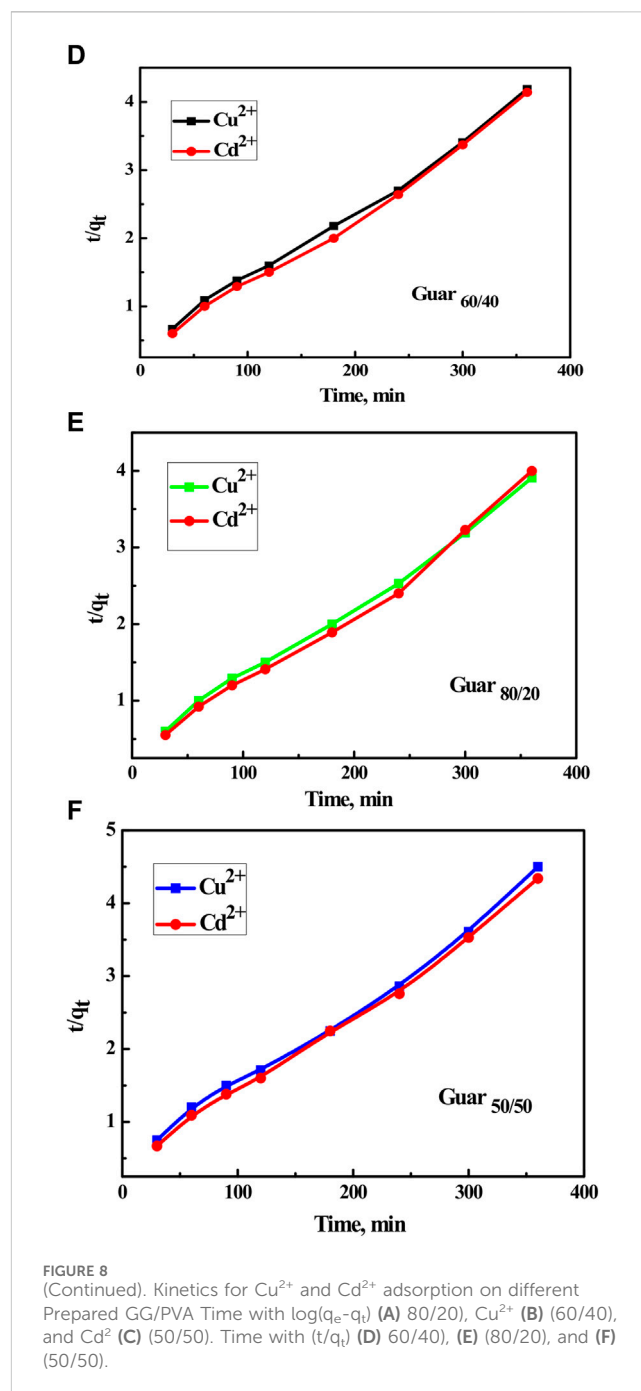 D
4
3
2
1
t/qt
Cu2+
Cd2+
Guar 60/40
0 100 200 300 400
Time, min
E
4
3
2
1
t/qt
Cu2+
Cd2+
Guar 80/20
0 100 200 300 400
Time, min
F
5
4
3
2
1
t/qt
Cu2+
Cd2+
Guar 50/50
0 100 200 300 400
Time, min
FIGURE 8
(Continued). Kinetics for Cu2+ and Cd2+ adsorption on different
Prepared GG/PVA Time with log(qe-qt) (A) 80/20), Cu2+ (B) (60/40),
and Cd2 (C) (50/50). Time with (t/qt) (D) 60/40), (E) (80/20), and (F)
(50/50).